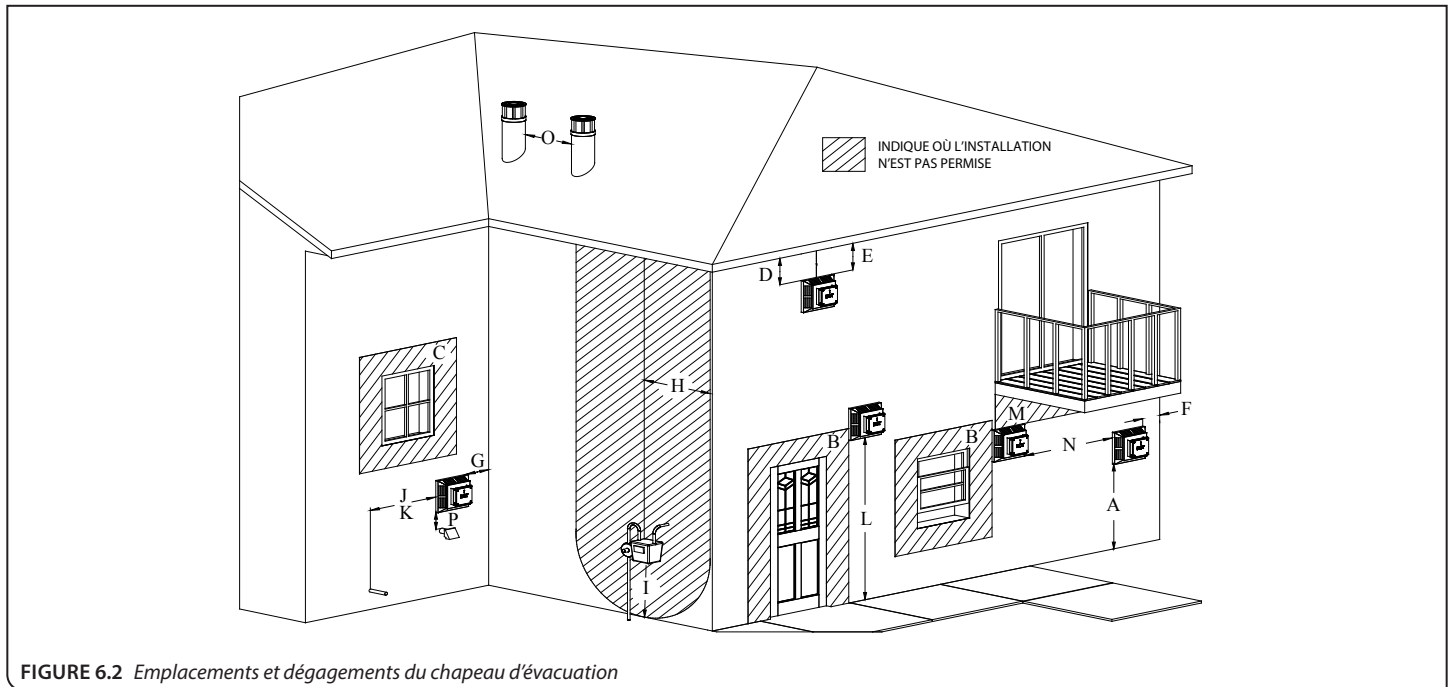 O
INDIQUE OÙ L'INSTALLATION
N'EST PAS PERMISE
D
E
C
H
F
M
B
B
N
G
J
K
P
L
A
I
FIGURE 6.2 Emplacements et dégagements du chapeau d'évacuation